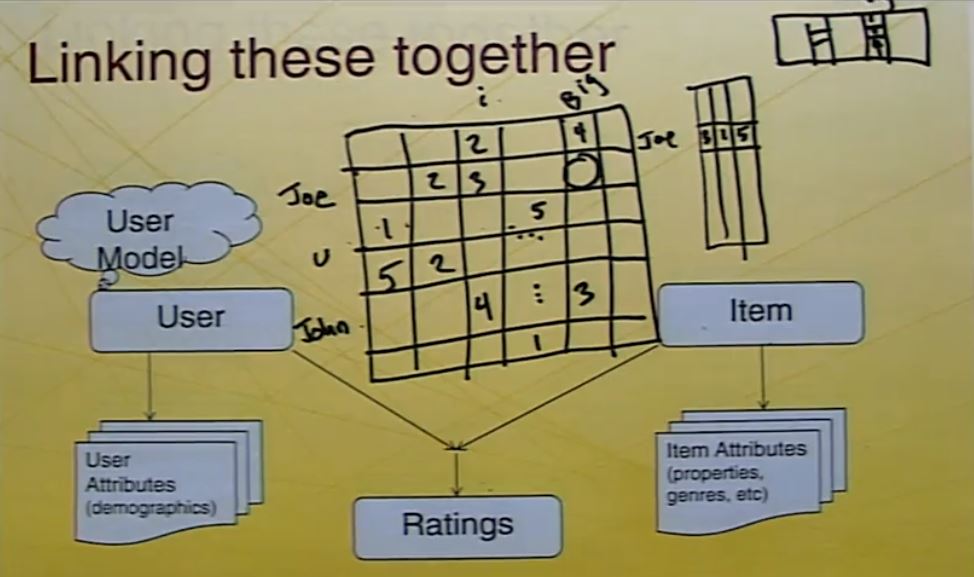 Linking these together
i
Big
2
4
Joe
3 1 5
Joe
2 3
1
5
...
U
5 2
4
⋮
3
John
1
User
Model
User
Item
User
Attributes
(demographics)
Item Attributes
(properties,
genres, etc)
Ratings